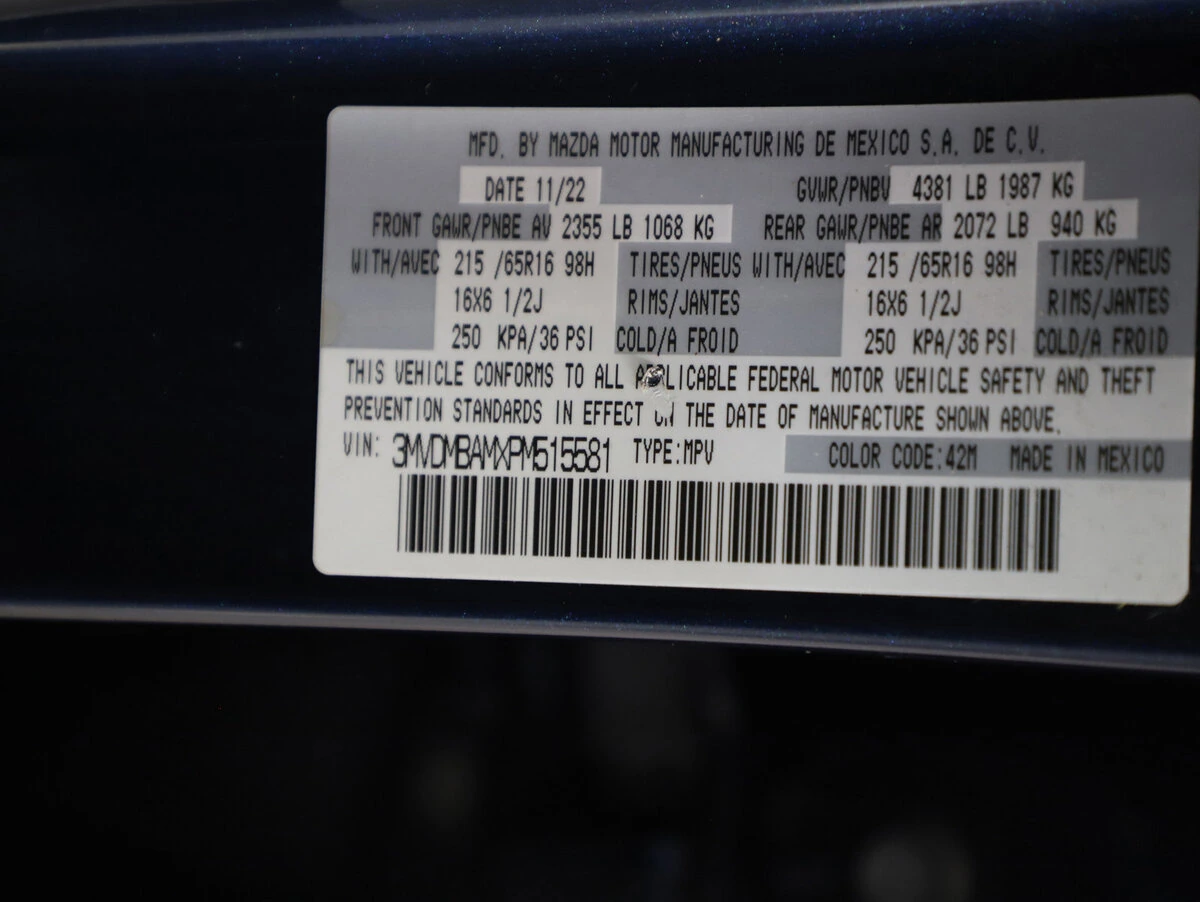 MFD. BY MAZDA MOTOR MANUFACTURING DE MEXICO S.A. DE C.V.
DATE 11/22 GVWR/PNBV 4381 LB 1987 KG
FRONT GAWR/PNBE AV 2355 LB 1068 KG REAR GAWR/PNBE AR 2072 LB 940 KG
WITH/AVEC 215 /65R16 98H TIRES/PNEUS WITH/AVEC 215 /65R16 98H TIRES/PNEUS
16X6 1/2J RIMS/JANTES 16X6 1/2J RIMS/JANTES
250 KPA/36 PSI COLD/A FROID 250 KPA/36 PSI COLD/A FROID
THIS VEHICLE CONFORMS TO ALL APPLICABLE FEDERAL MOTOR VEHICLE SAFETY AND THEFT
PREVENTION STANDARDS IN EFFECT ON THE DATE OF MANUFACTURE SHOWN ABOVE.
VIN: 3MVDMBAMXPM515581 TYPE:MPV COLOR CODE:42M MADE IN MEXICO